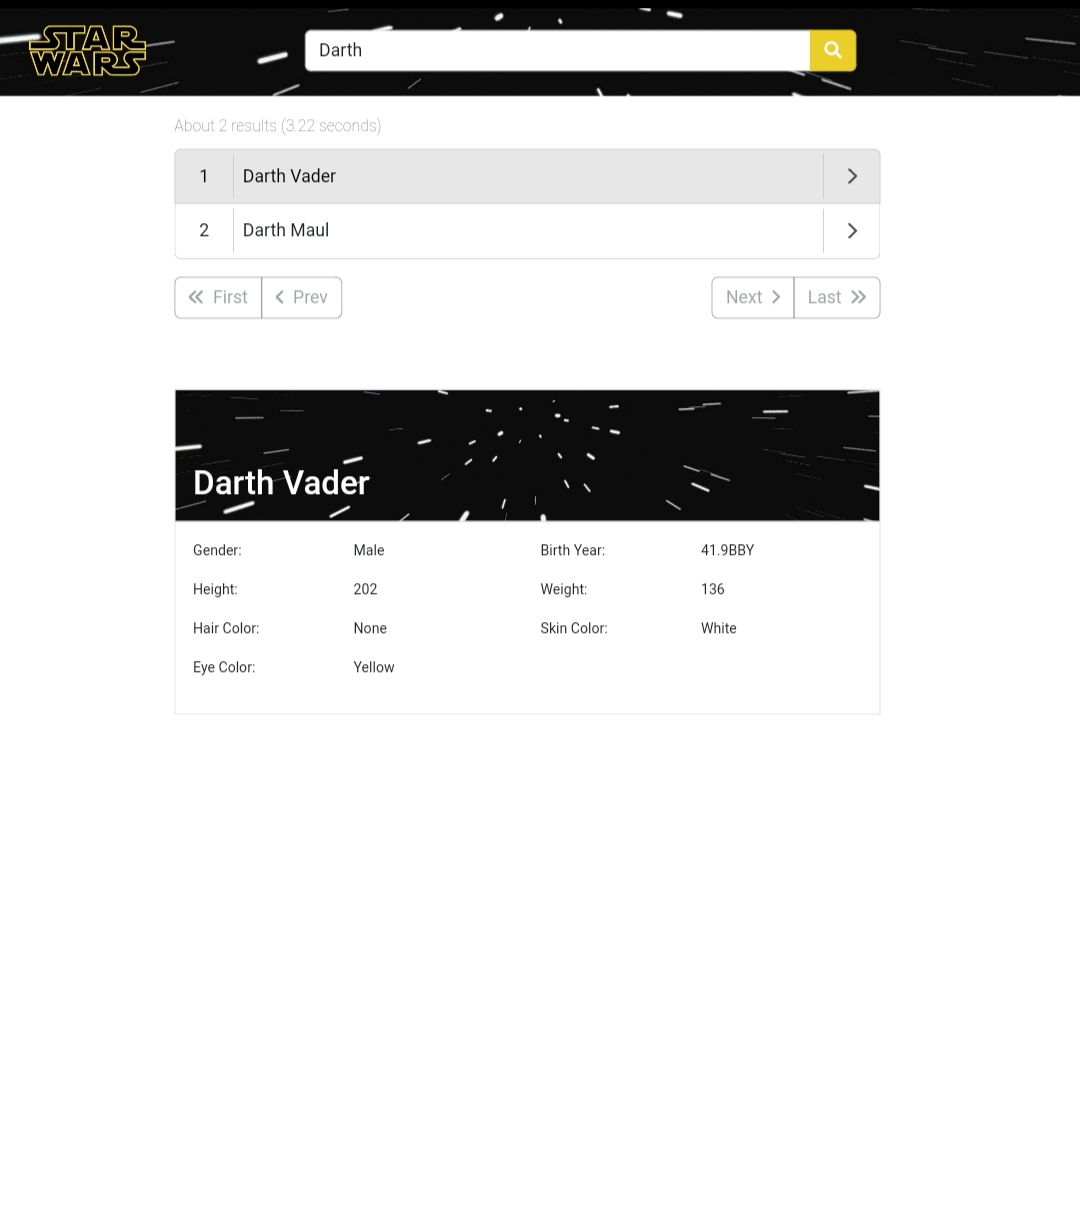 STAR
WARS
Darth
About 2 results (3.22 seconds)
1 Darth Vader
2 Darth Maul
First Prev Next Last
Darth Vader
Gender: Male Birth Year: 41.9BBY
Height: 202 Weight: 136
Hair Color: None Skin Color: White
Eye Color: Yellow